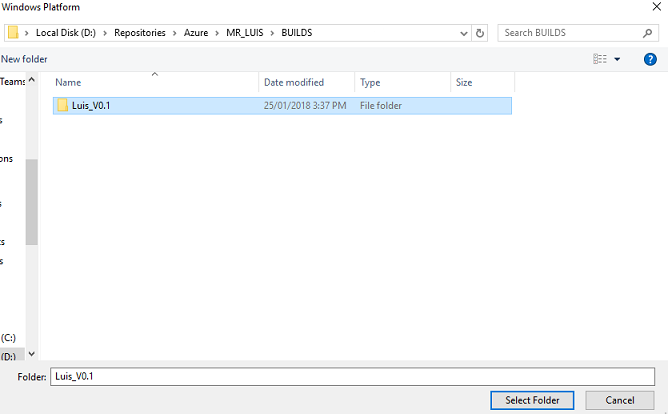 Windows Platform
Local Disk (D:) Repositories Azure MR_LUIS BUILDS Search BUILDS
New folder
Teams Name Date modified Type Size
Luis_V0.1 25/01/2018 3:37 PM File folder
s
ons
s
ts
s
(C:)
(D:)
Folder: Luis_V0.1
Select Folder Cancel